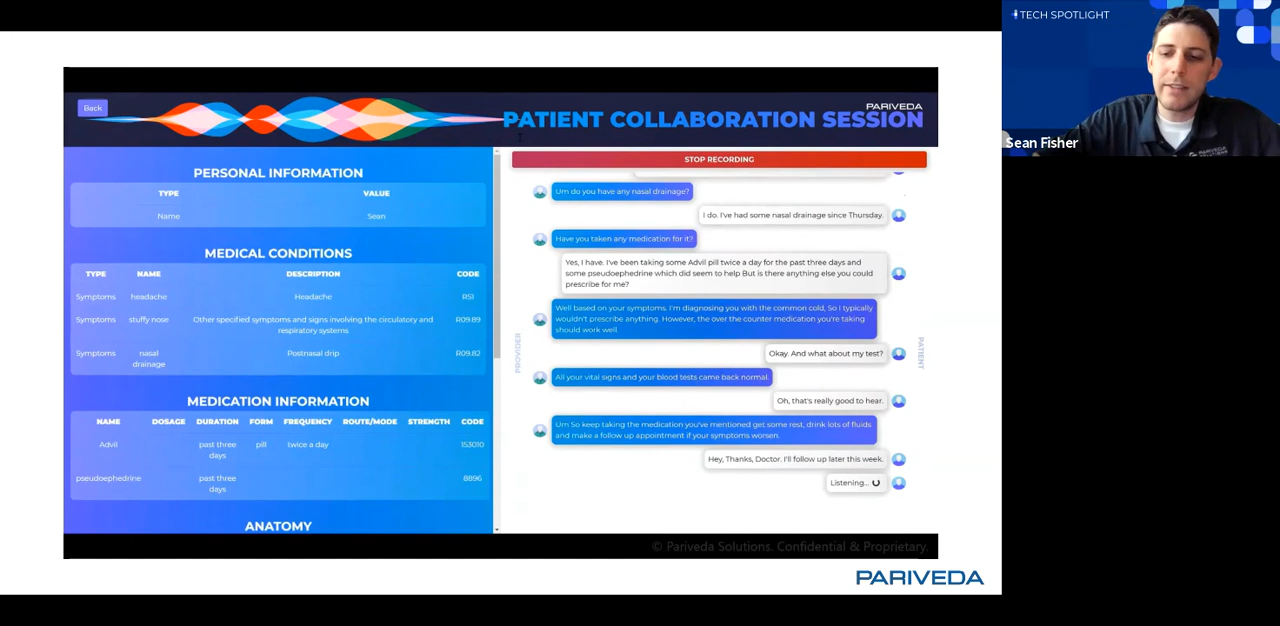 TECH SPOTLIGHT
Sean Fisher
Back
PARIVEDA
PATIENT COLLABORATION SESSION
PERSONAL INFORMATION
TYPE VALUE
Name Sean
MEDICAL CONDITIONS
TYPE NAME DESCRIPTION CODE
Symptoms headache Headache R51
Symptoms stuffy nose Other specified symptoms and signs involving the circulatory and R09.89
respiratory systems
Symptoms nasal Postnasal drip R09.82
drainage
MEDICATION INFORMATION
NAME DOSAGE DURATION FORM FREQUENCY ROUTE/MODE STRENGTH CODE
Advil past three pill twice a day 153010
days
pseudoephedrine past three 8896
days
ANATOMY
STOP RECORDING
Um do you have any nasal drainage?
I do. I've had some nasal drainage since Thursday.
Have you taken any medication for it?
Yes, I have. I've been taking some Advil pill twice a day for the past three days and
some pseudoephedrine which did seem to help But is there anything else you could
prescribe for me?
Well based on your symptoms. I'm diagnosing you with the common cold, So I typically
wouldn't prescribe anything. However, the over the counter medication you're taking
should work well.
Okay. And what about my test?
All your vital signs and your blood tests came back normal.
Oh, that's really good to hear.
Um So keep taking the medication you've mentioned get some rest, drink lots of fluids
and make a follow up appointment if your symptoms worsen.
Hey, Thanks, Doctor. I'll follow up later this week.
Listening...
PROVIDER
PATIENT
© Pariveda Solutions. Confidential & Proprietary.
PARIVEDA